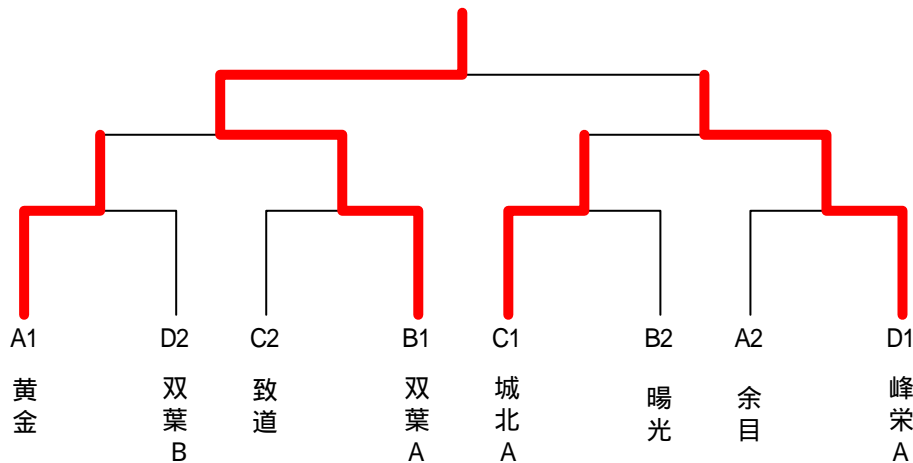 A1 D2 C2 B1 C1 B2 A2 D1
黄金
双葉B
致道
双葉A
城北A
暘光
余目
峰栄A